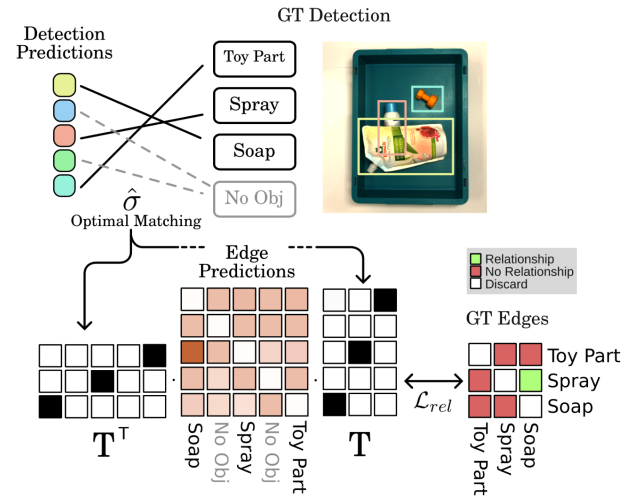 GT Detection
Detection
Predictions
Toy Part
Spray
Soap
No Obj
σ̂
Optimal Matching
Edge
Predictions
Relationship
No Relationship
Discard
GT Edges
Toy Part
Spray
Soap
ℒrel
Tᵀ
Soap
No Obj
Spray
No Obj
Toy Part
T
Toy Part
Spray
Soap